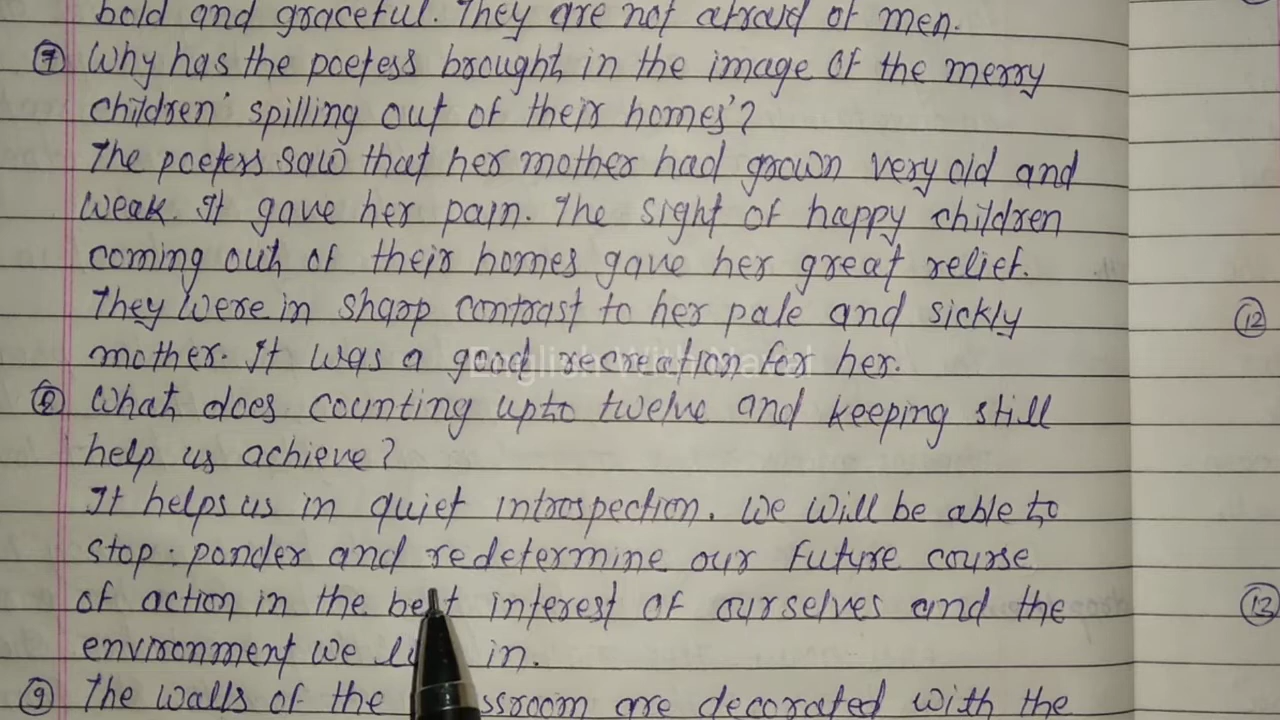 bold and graceful. They are not afraid of men.
⑦ Why has the poetess brought in the image of the merry
children 'spilling out of their homes'?
The poetess saw that her mother had grown very old and
weak. It gave her pain. The sight of happy children
coming out of their homes gave her great relief.
They were in sharp contrast to her pale and sickly
mother. It was a good recreation for her.
⑧ What does counting upto twelve and keeping still
help us achieve?
It helps us in quiet introspection. We will be able to
stop. ponder and redetermine our future course
of action in the best interest of ourselves and the
environment we in.
⑨ The walls of the ssroom are decorated with the
⑫
⑬